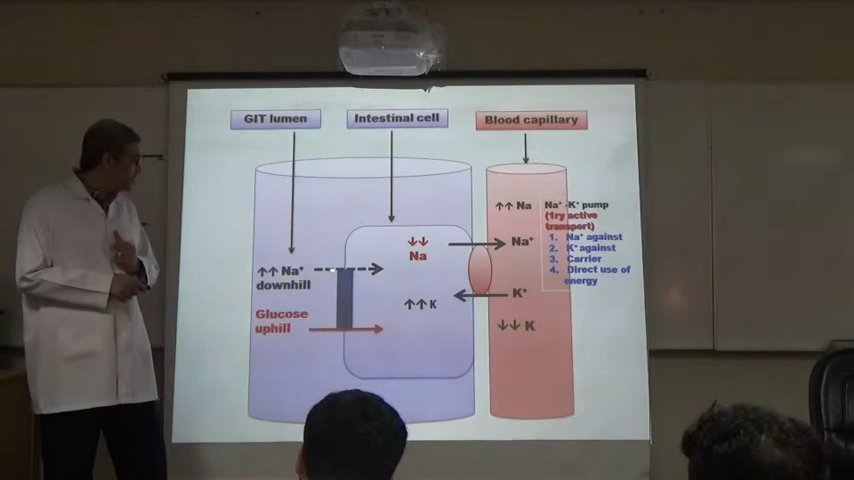 GIT lumen
Intestinal cell
Blood capillary
↑↑ Na⁺
downhill
Glucose
uphill
↓↓
Na
↑↑ K
↑↑ Na
Na⁺
K⁺
↓↓ K
Na⁺ -K⁺ pump
(1ry active
transport)
1. Na⁺ against
2. K⁺ against
3. Carrier
4. Direct use of
energy